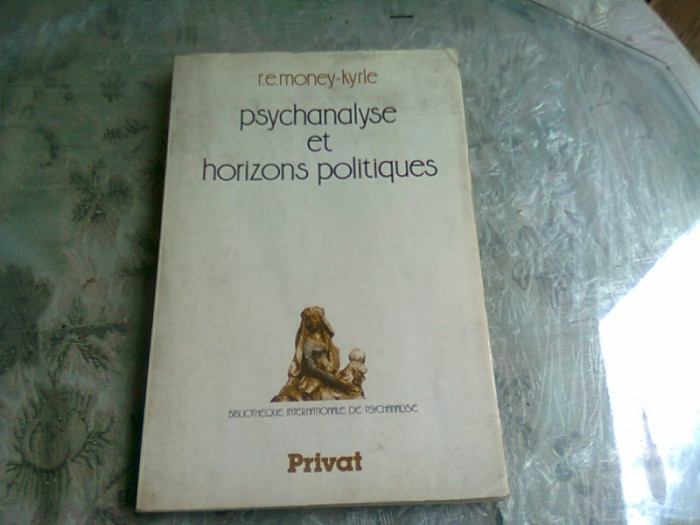 r.e.money-kyrle
psychanalyse
et
horizons politiques
BIBLIOTHEQUE INTERNATIONALE DE PSYCHANALYSE
Privat